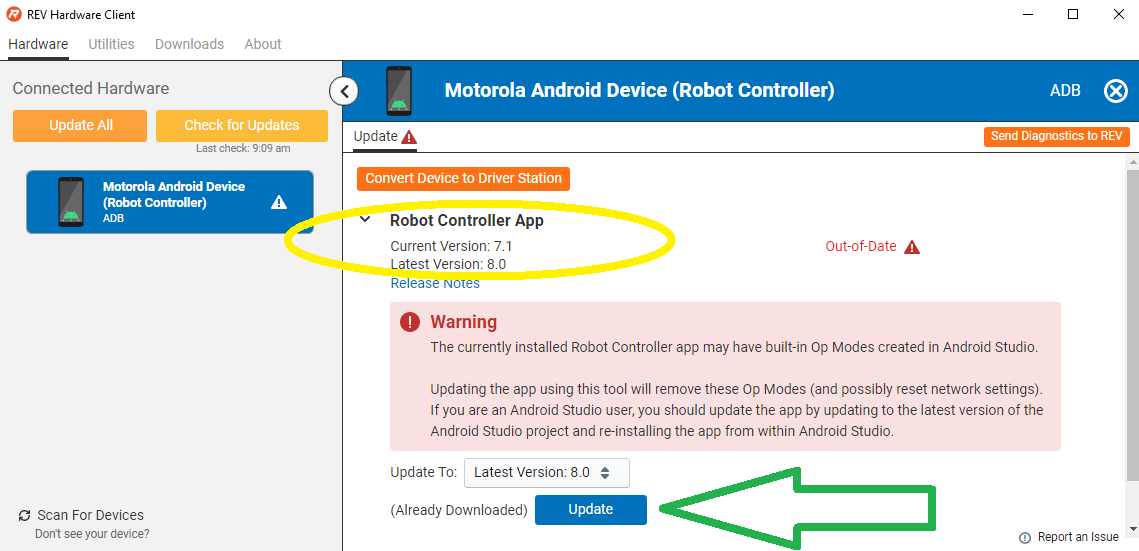 REV Hardware Client
Hardware Utilities Downloads About
Connected Hardware
Update All Check for Updates
Last check: 9:09 am
Motorola Android Device
(Robot Controller)
ADB
Scan For Devices
Don't see your device?
Motorola Android Device (Robot Controller) ADB
Update Send Diagnostics to REV
Convert Device to Driver Station
Robot Controller App
Current Version: 7.1 Out-of-Date
Latest Version: 8.0
Release Notes
Warning
The currently installed Robot Controller app may have built-in Op Modes created in Android Studio.
Updating the app using this tool will remove these Op Modes (and possibly reset network settings).
If you are an Android Studio user, you should update the app by updating to the latest version of the
Android Studio project and re-installing the app from within Android Studio.
Update To: Latest Version: 8.0
(Already Downloaded) Update
Report an Issue